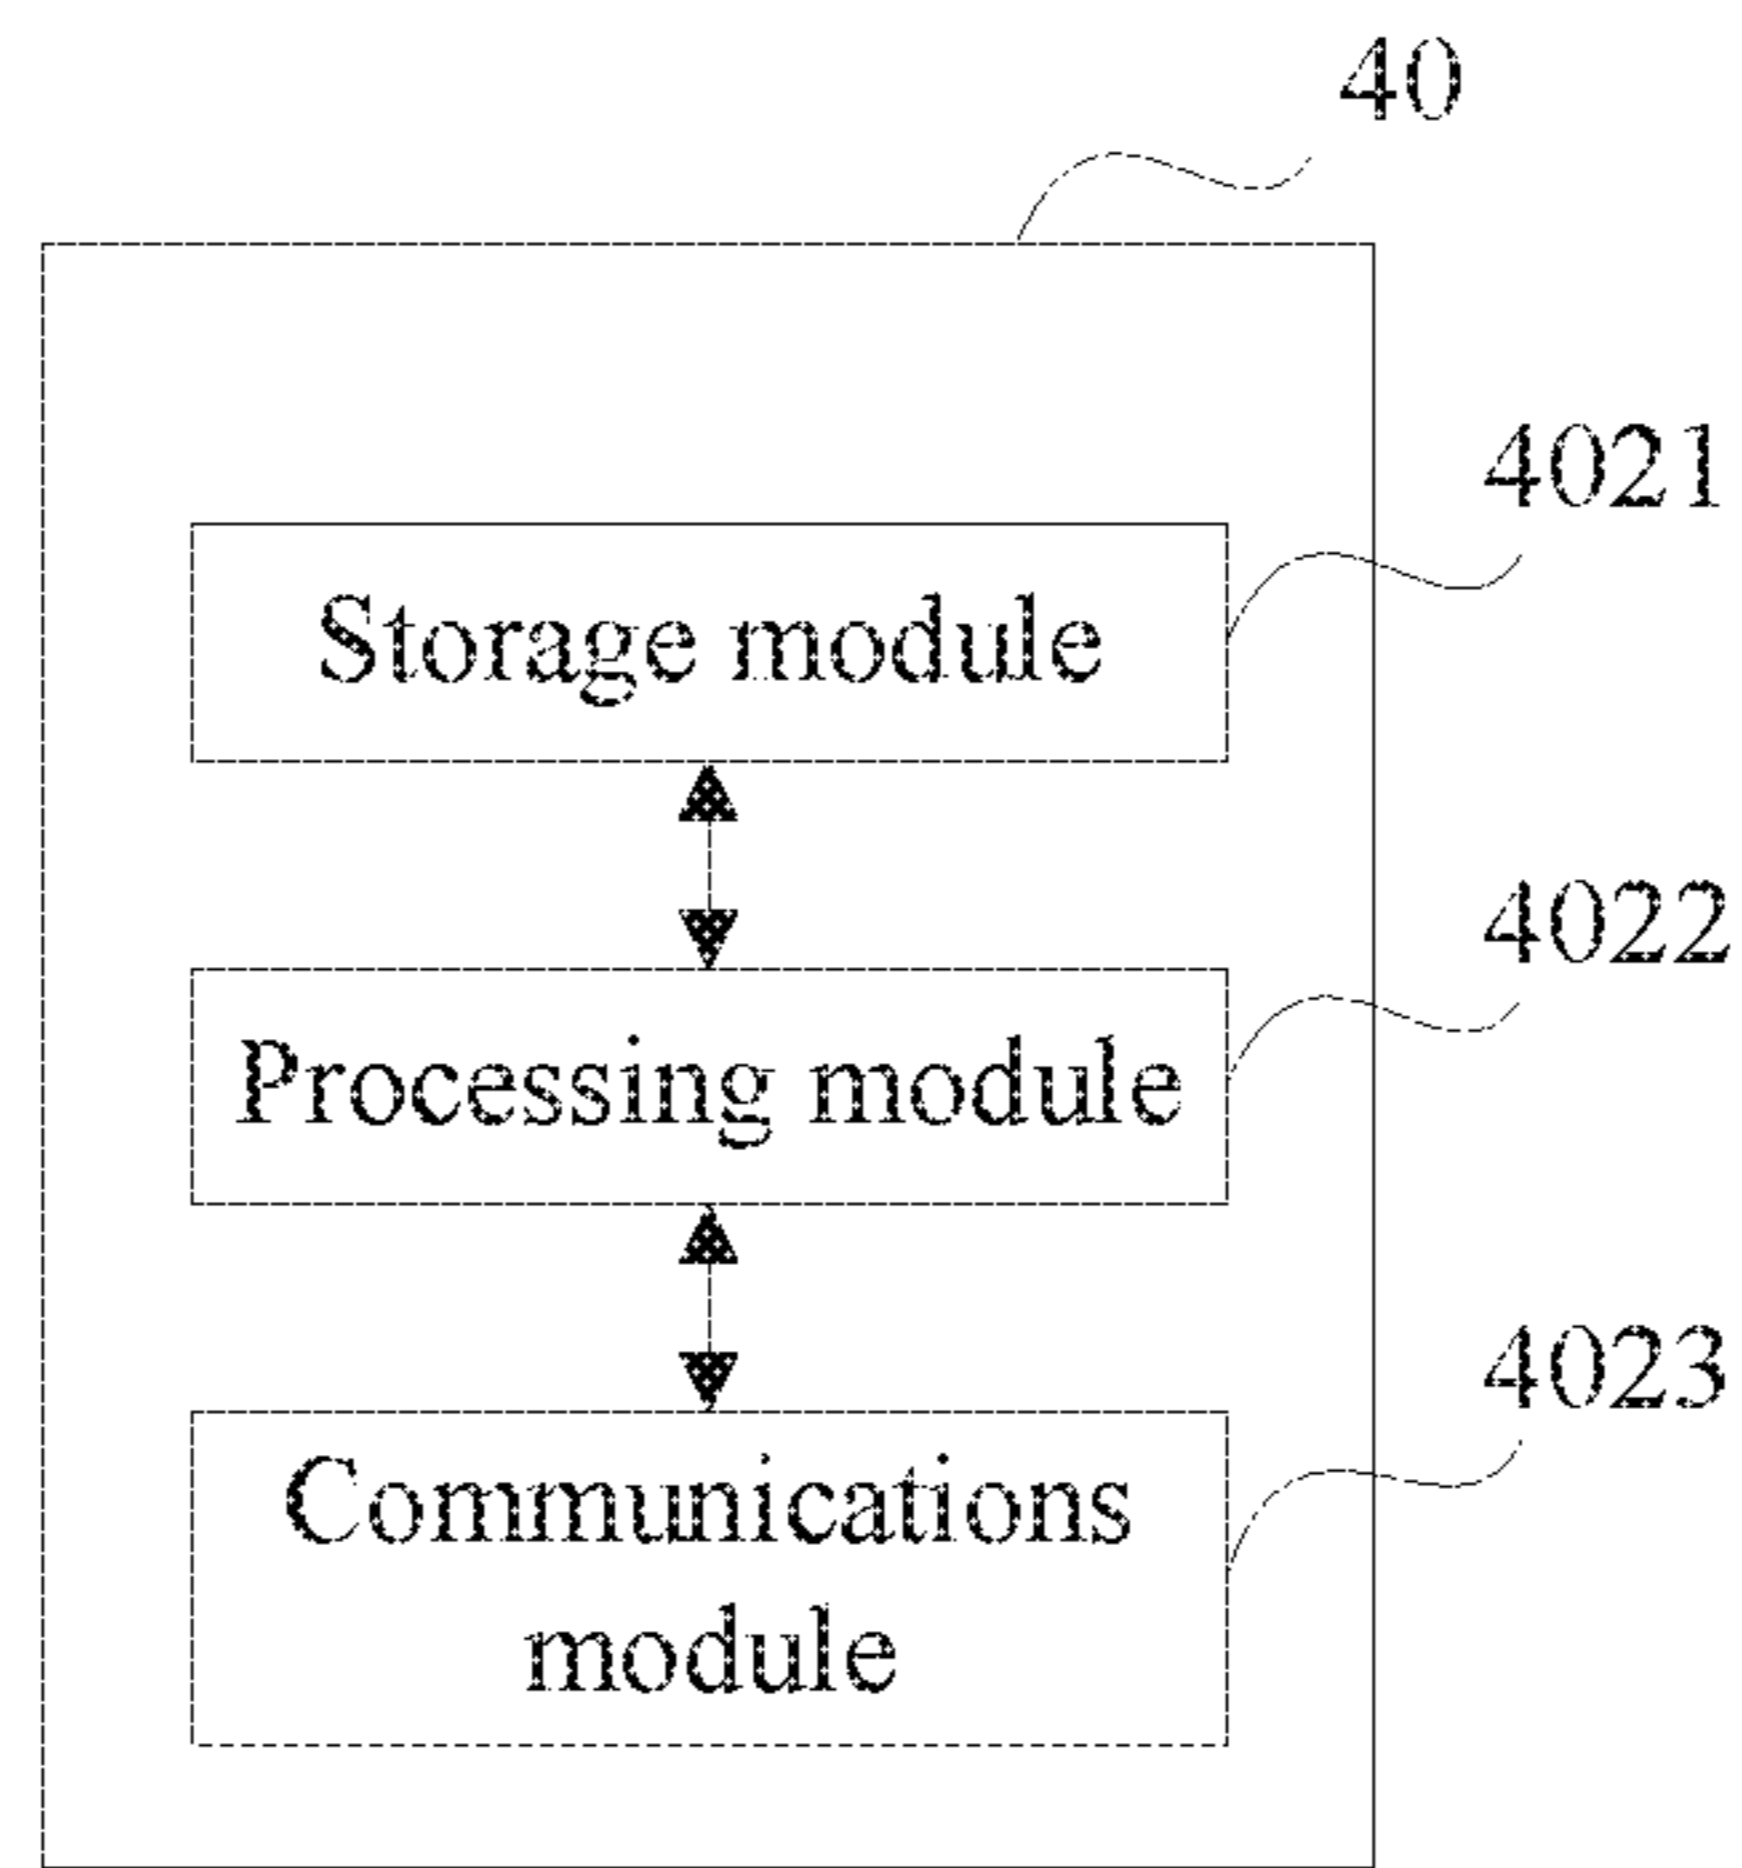 40
4021
Storage module
4022
Processing module
4023
Communications
module